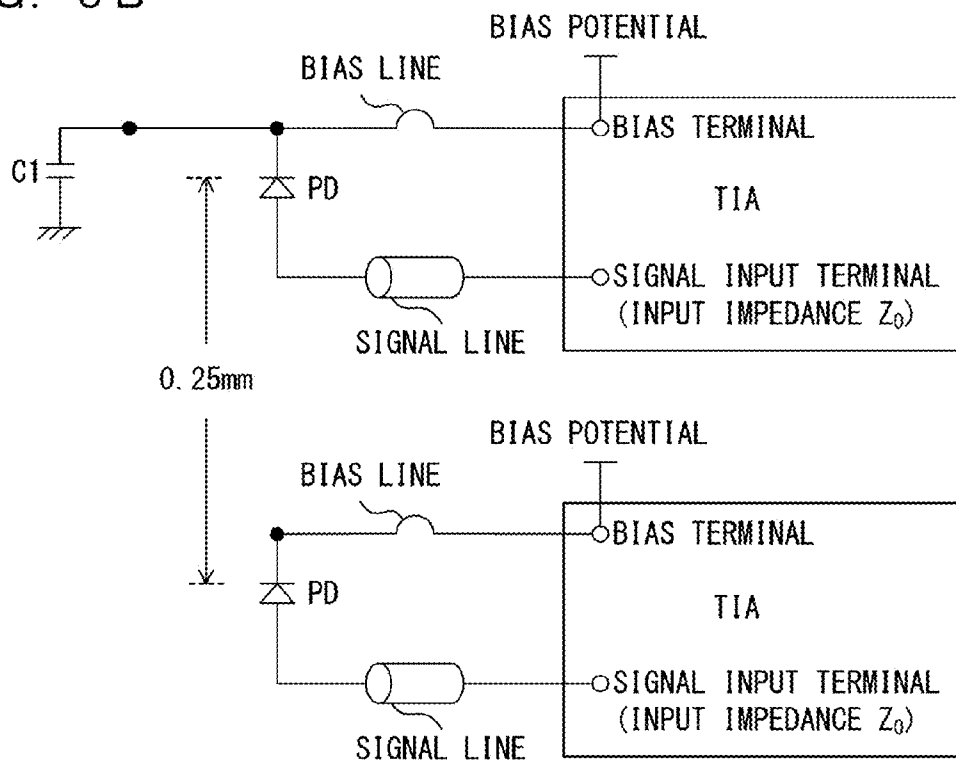 BIAS POTENTIAL
BIAS LINE
BIAS TERMINAL
C1
PD
TIA
SIGNAL INPUT TERMINAL
(INPUT IMPEDANCE Z₀)
SIGNAL LINE
0.25mm
BIAS POTENTIAL
BIAS LINE
BIAS TERMINAL
PD
TIA
SIGNAL INPUT TERMINAL
(INPUT IMPEDANCE Z₀)
SIGNAL LINE